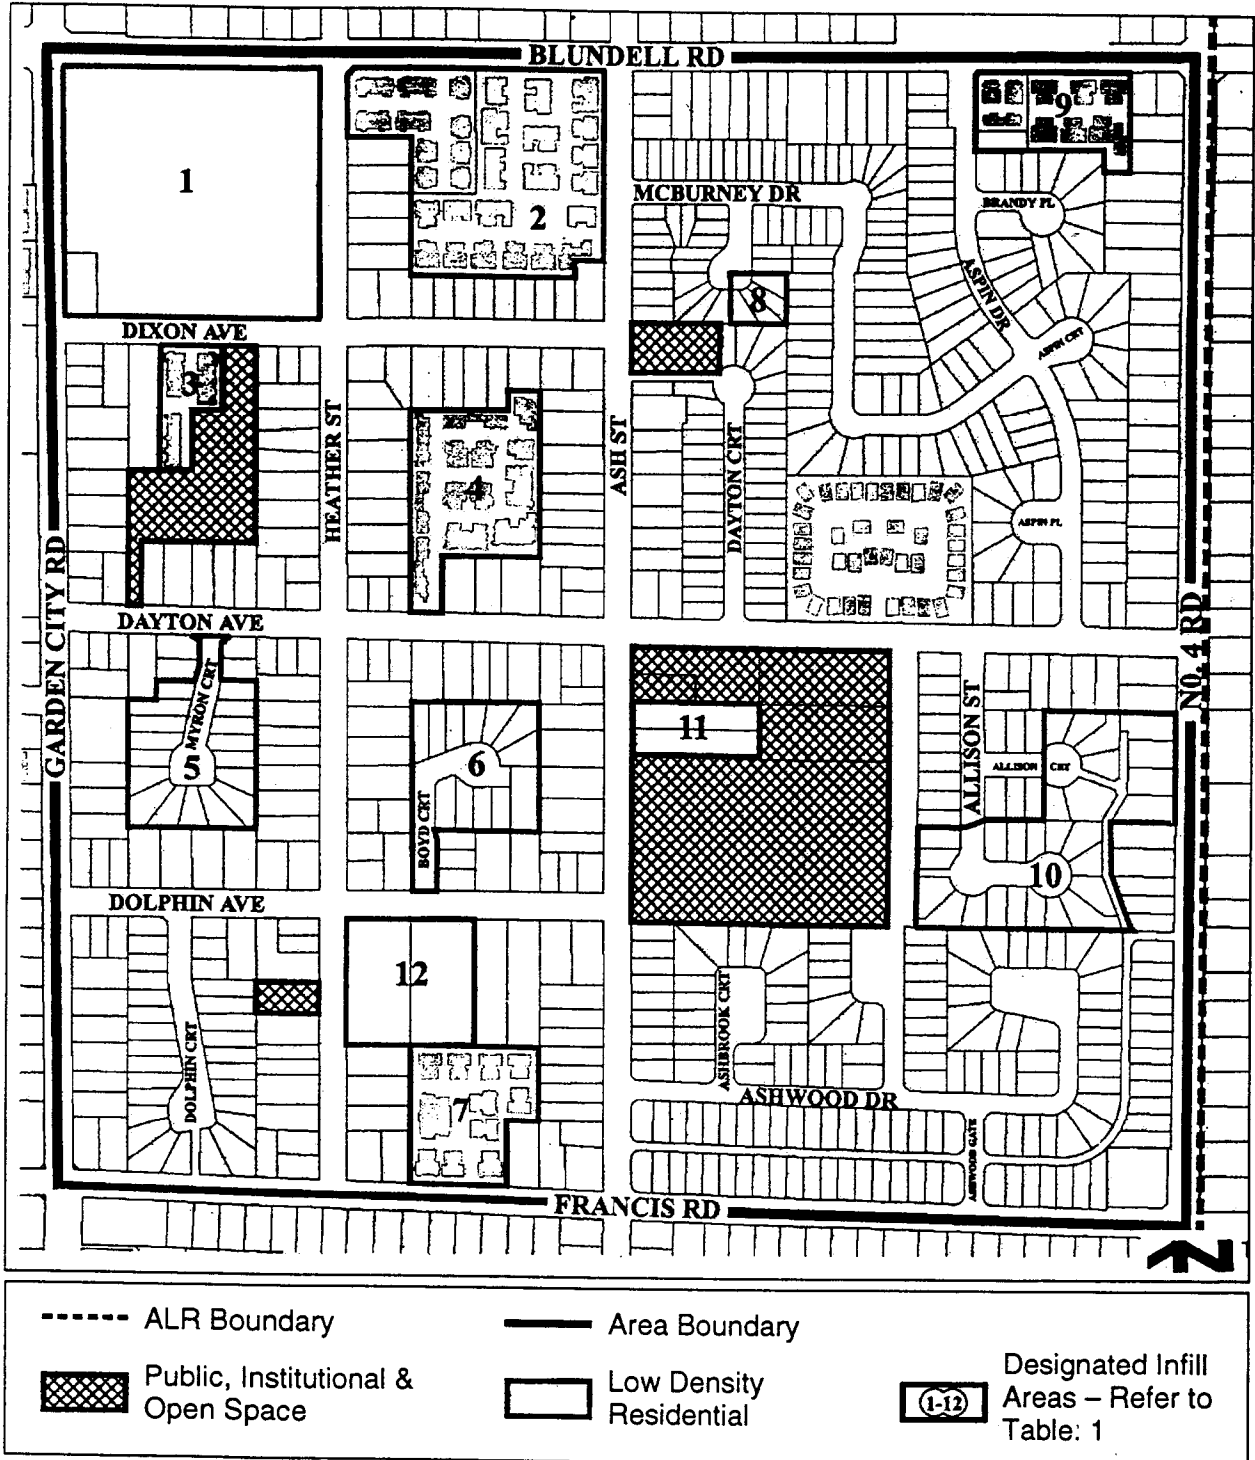 BLUNDELL RD
1
2
9
MCBURNEY DR
BRANDY PL
8
ASPIN DR
DIXON AVE
ASPIN CRT
3
HEATHER ST
ASH ST
DAYTON CRT
4
ASPIN PL
GARDEN CITY RD
NO. 4 RD
DAYTON AVE
MYRON CRT
5
6
BOYD CRT
11
ALLISON ST
ALLISON CRT
10
DOLPHIN AVE
12
DOLPHIN CRT
ASHBROOK CRT
7
ASHWOOD DR
ASHWOOD GATE
FRANCIS RD
N
ALR Boundary
Area Boundary
Public, Institutional &
Open Space
Low Density
Residential
1-12
Designated Infill
Areas – Refer to
Table: 1